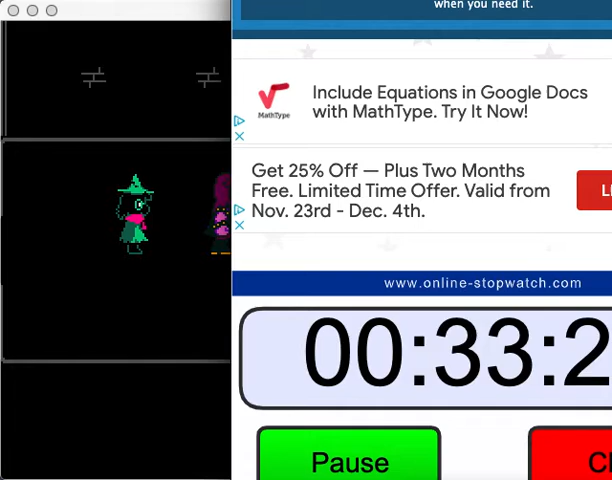 when you need it.
Include Equations in Google Docs
with MathType. Try It Now!
MathType
Get 25% Off — Plus Two Months
Free. Limited Time Offer. Valid from
Nov. 23rd - Dec. 4th.
www.online-stopwatch.com
00:33:2
Pause